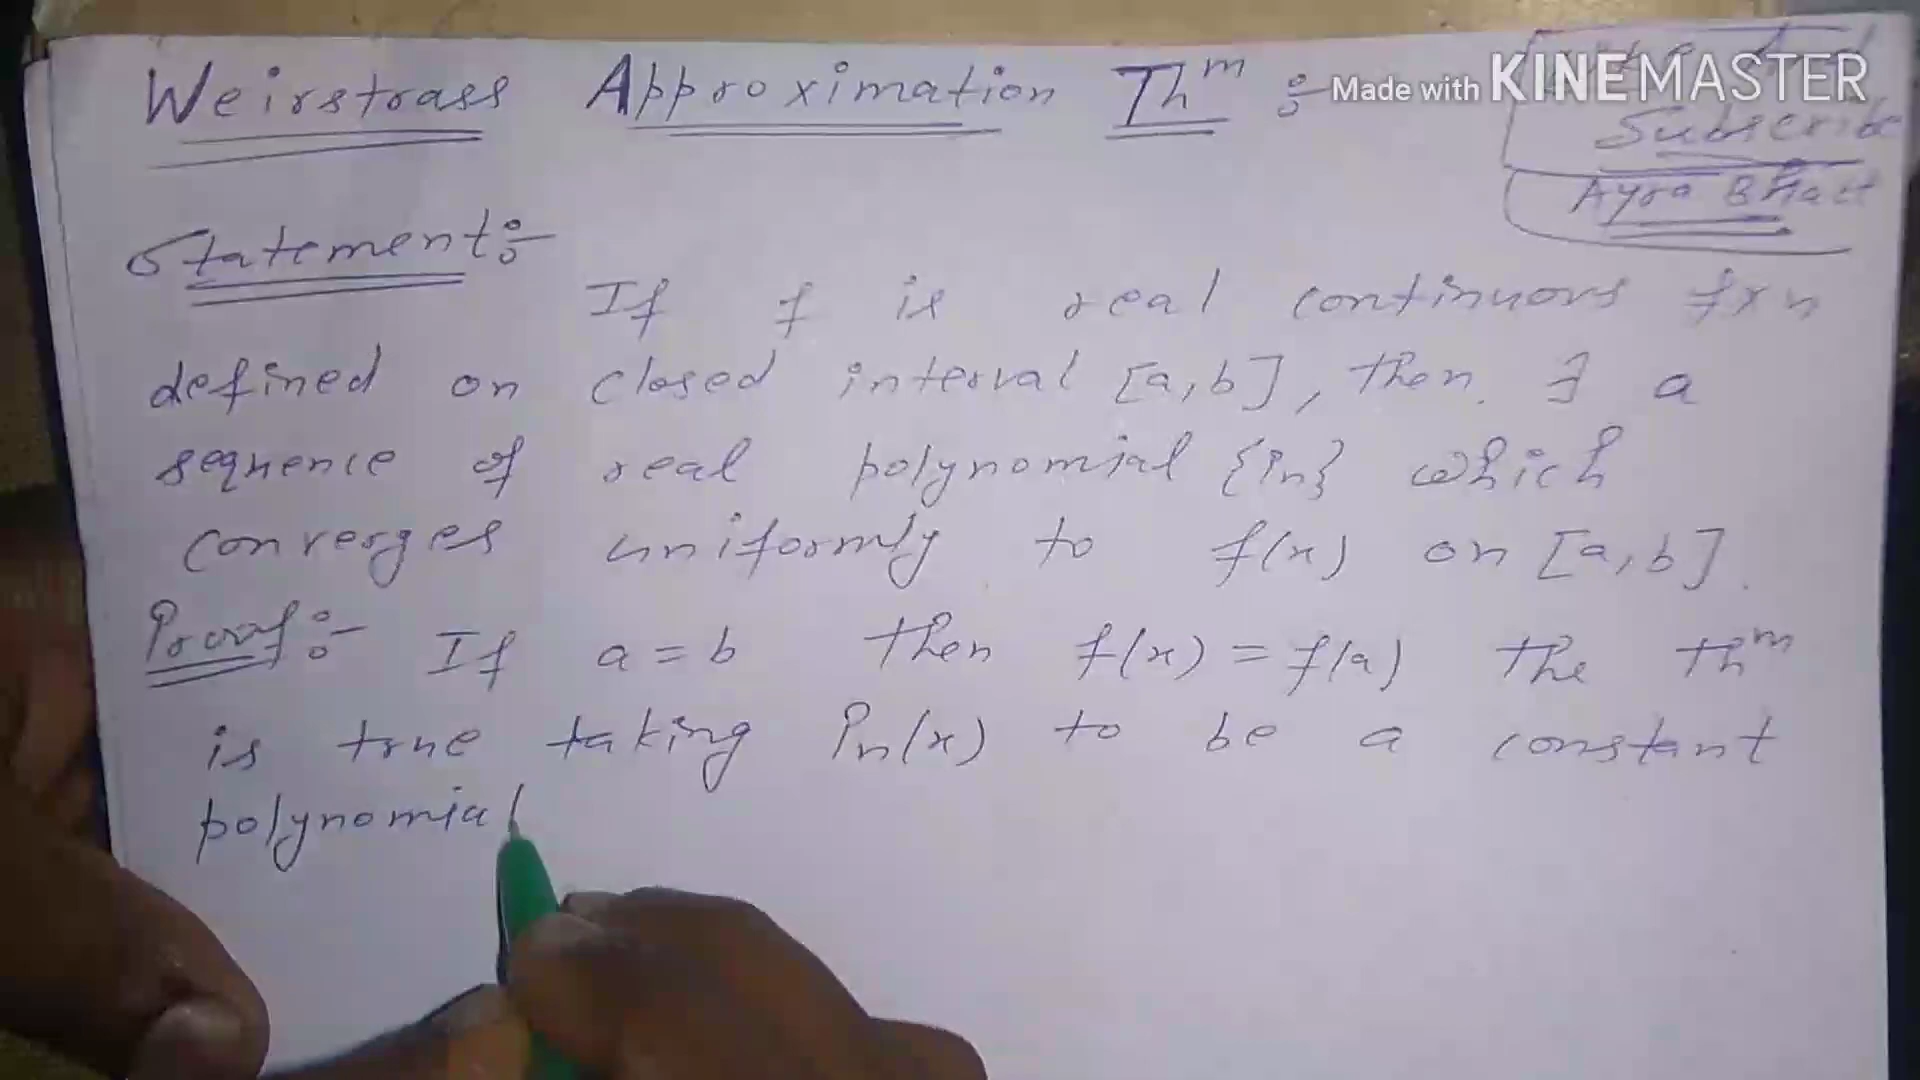 Weirstrass Approximation Thm :-
Made with KINEMASTER
Subscribe
Ayra Bhatt
Statement:-
If f is real continuous fxn
defined on closed interval [a,b], then ∃ a
sequence of real polynomial {Pn} which
converges uniformly to f(x) on [a,b].
Proof:- If a=b then f(x)=f(a) the thm
is true taking Pn(x) to be a constant
polynomial